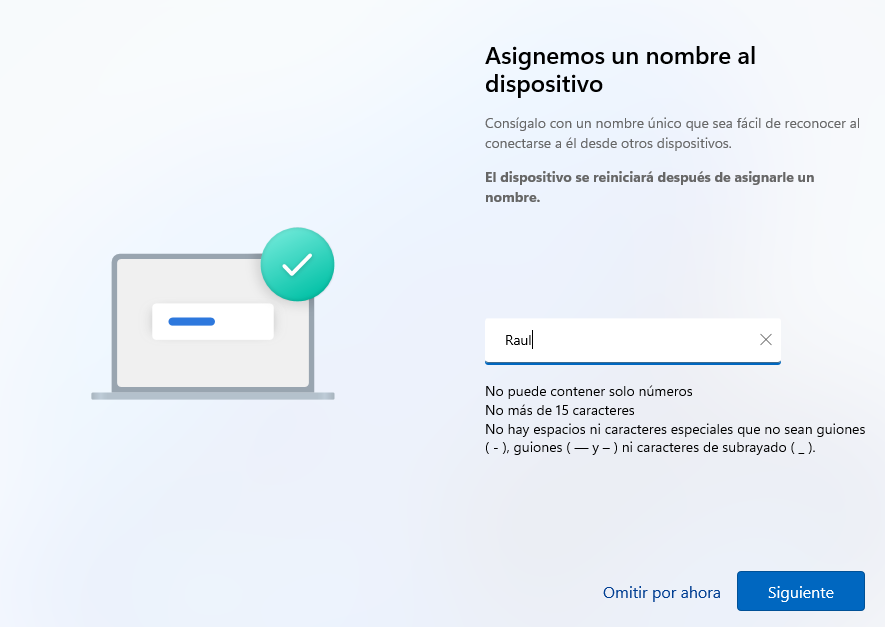 Asignemos un nombre al
dispositivo
Consígalo con un nombre único que sea fácil de reconocer al
conectarse a él desde otros dispositivos.
El dispositivo se reiniciará después de asignarle un
nombre.
Raul
No puede contener solo números
No más de 15 caracteres
No hay espacios ni caracteres especiales que no sean guiones
( - ), guiones ( — y – ) ni caracteres de subrayado ( _ ).
Omitir por ahora
Siguiente